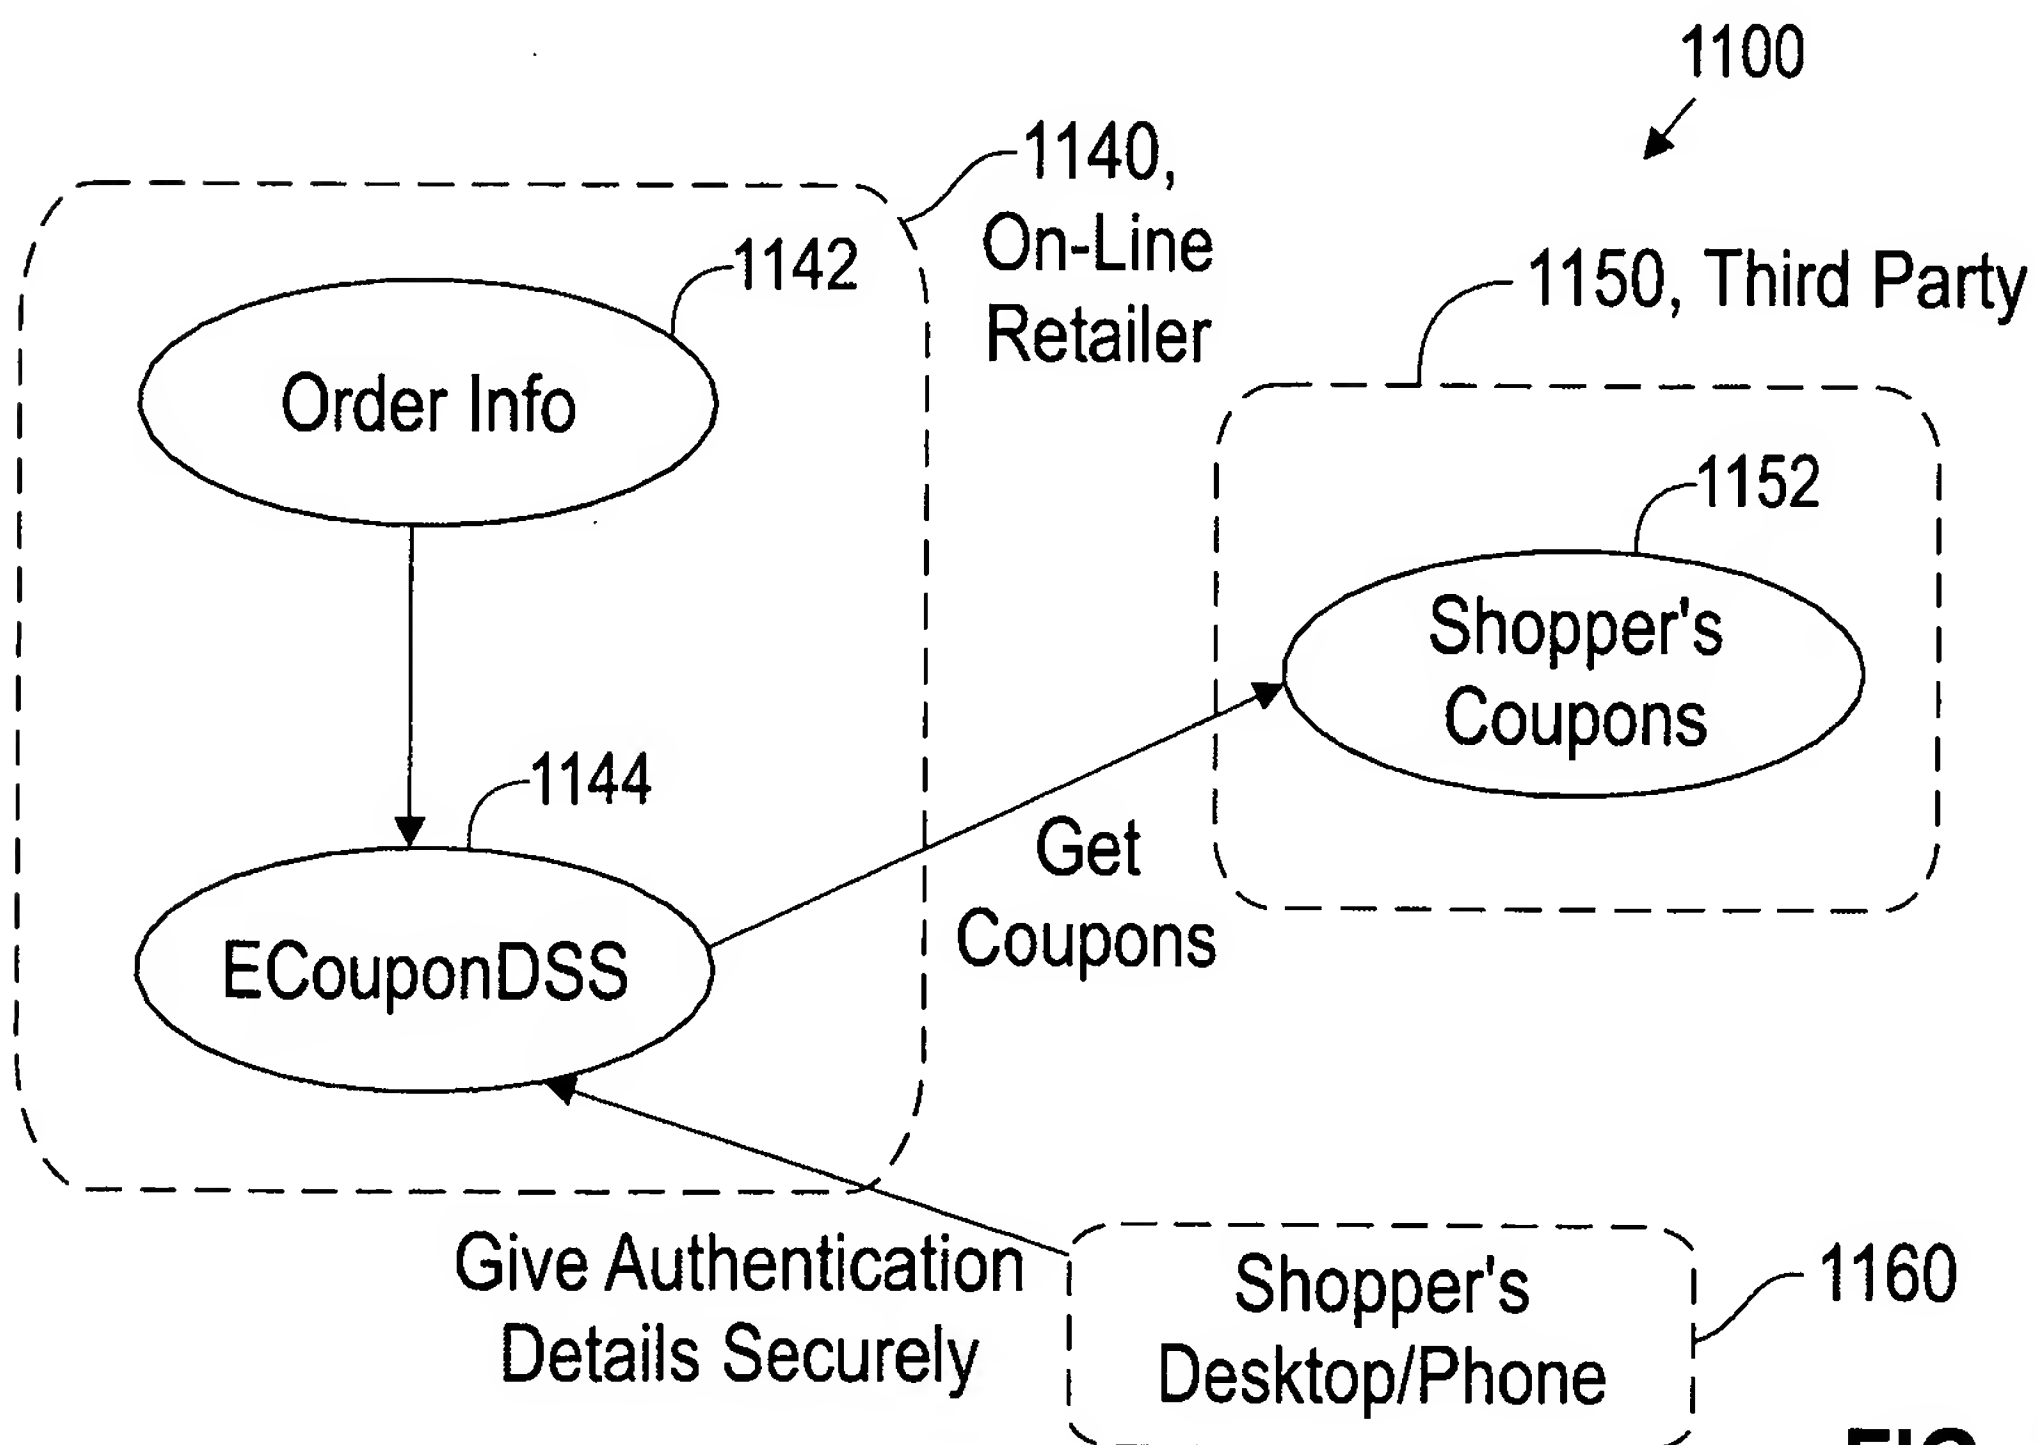 1100
1140,
On-Line
Retailer
1142
1150, Third Party
Order Info
1152
Shopper's
Coupons
1144
Get
Coupons
ECouponDSS
Give Authentication
Details Securely
Shopper's
Desktop/Phone
1160